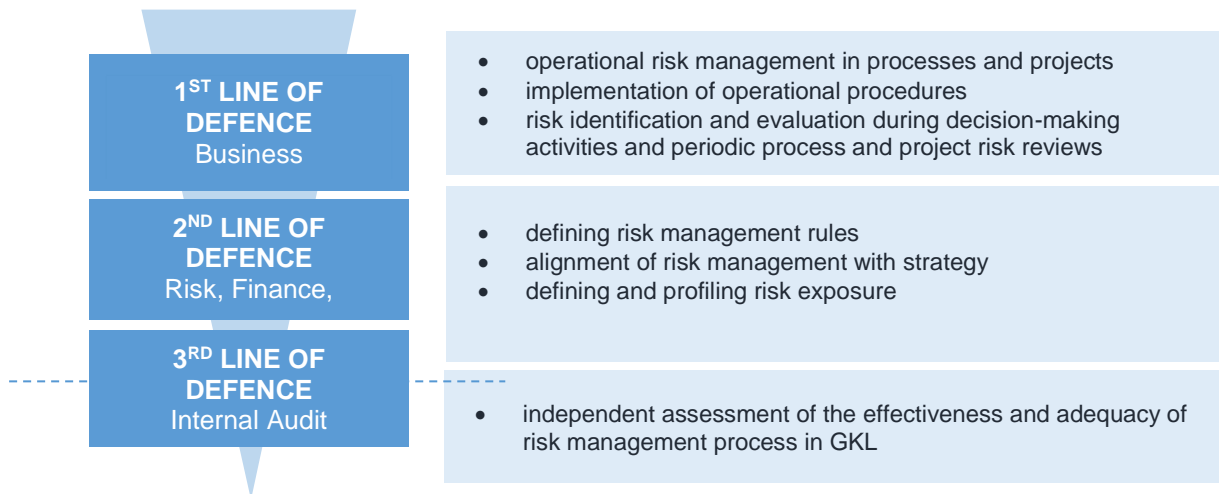 1ST LINE OF
DEFENCE
Business
• operational risk management in processes and projects
• implementation of operational procedures
• risk identification and evaluation during decision-making
activities and periodic process and project risk reviews
2ND LINE OF
DEFENCE
Risk, Finance,
• defining risk management rules
• alignment of risk management with strategy
• defining and profiling risk exposure
3RD LINE OF
DEFENCE
Internal Audit
• independent assessment of the effectiveness and adequacy of
risk management process in GKL